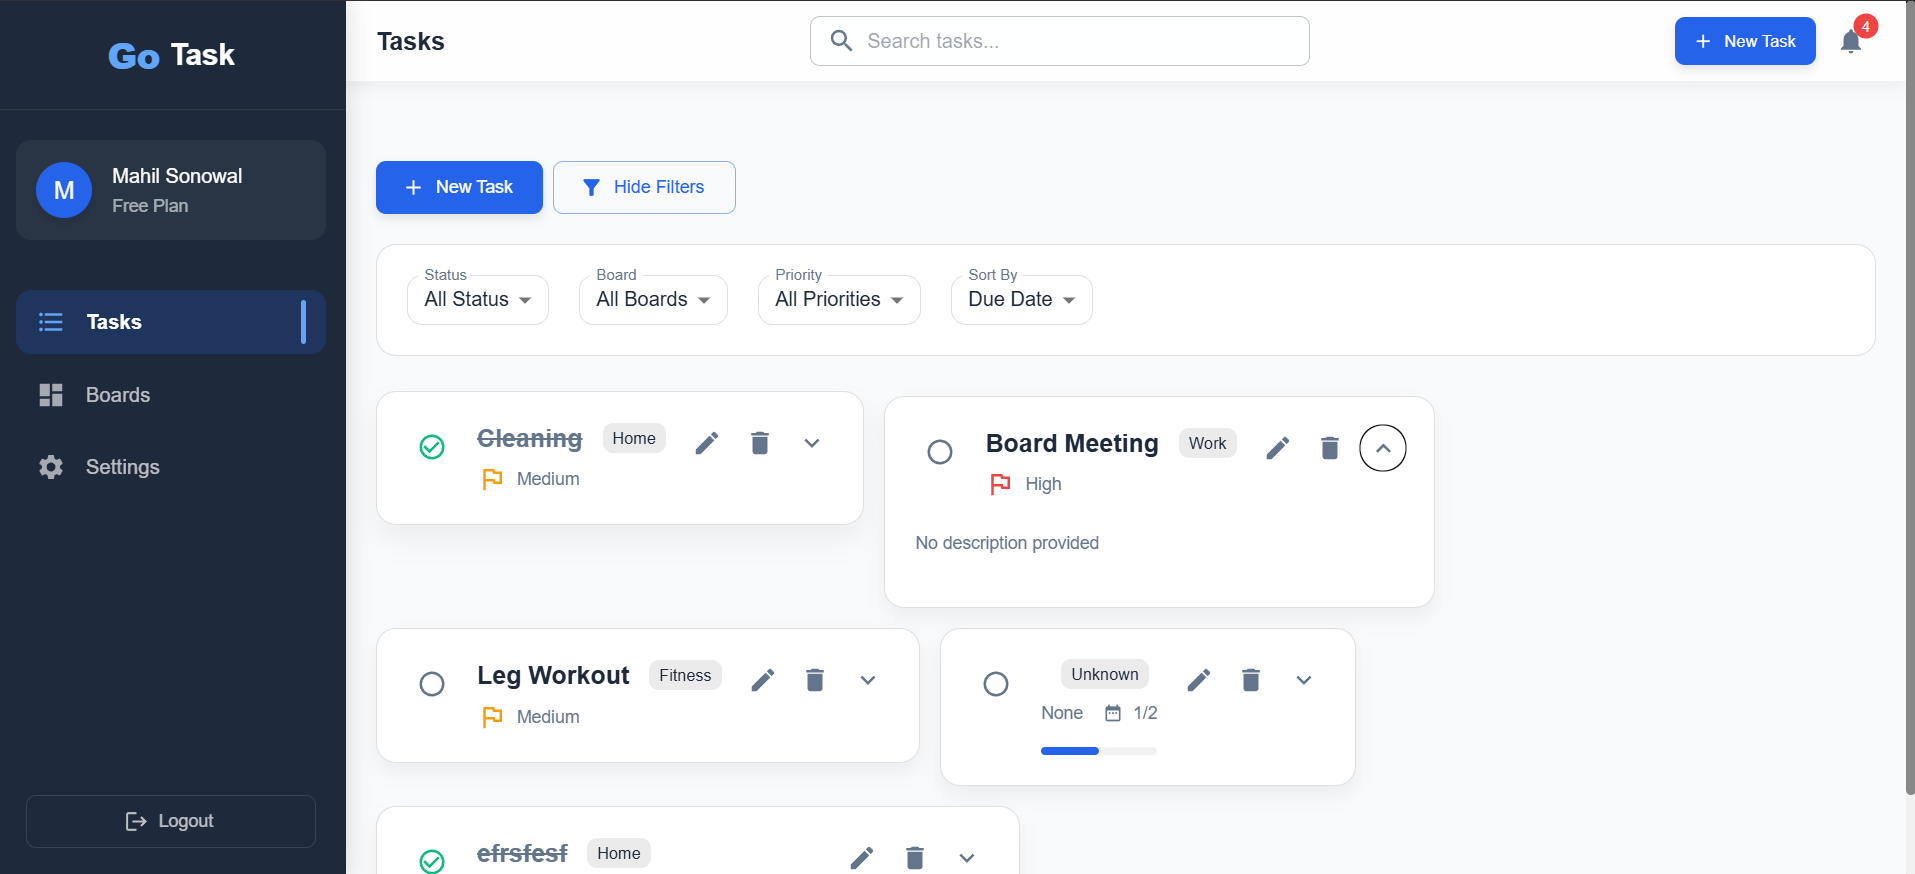 Go Task
Mahil Sonowal
Free Plan
M
Tasks
Boards
Settings
Logout
Tasks
Search tasks...
New Task
4
New Task
Hide Filters
Status
All Status
Board
All Boards
Priority
All Priorities
Sort By
Due Date
Cleaning
Home
Medium
Board Meeting
Work
High
No description provided
Leg Workout
Fitness
Medium
Unknown
None
1/2
efrsfesf
Home